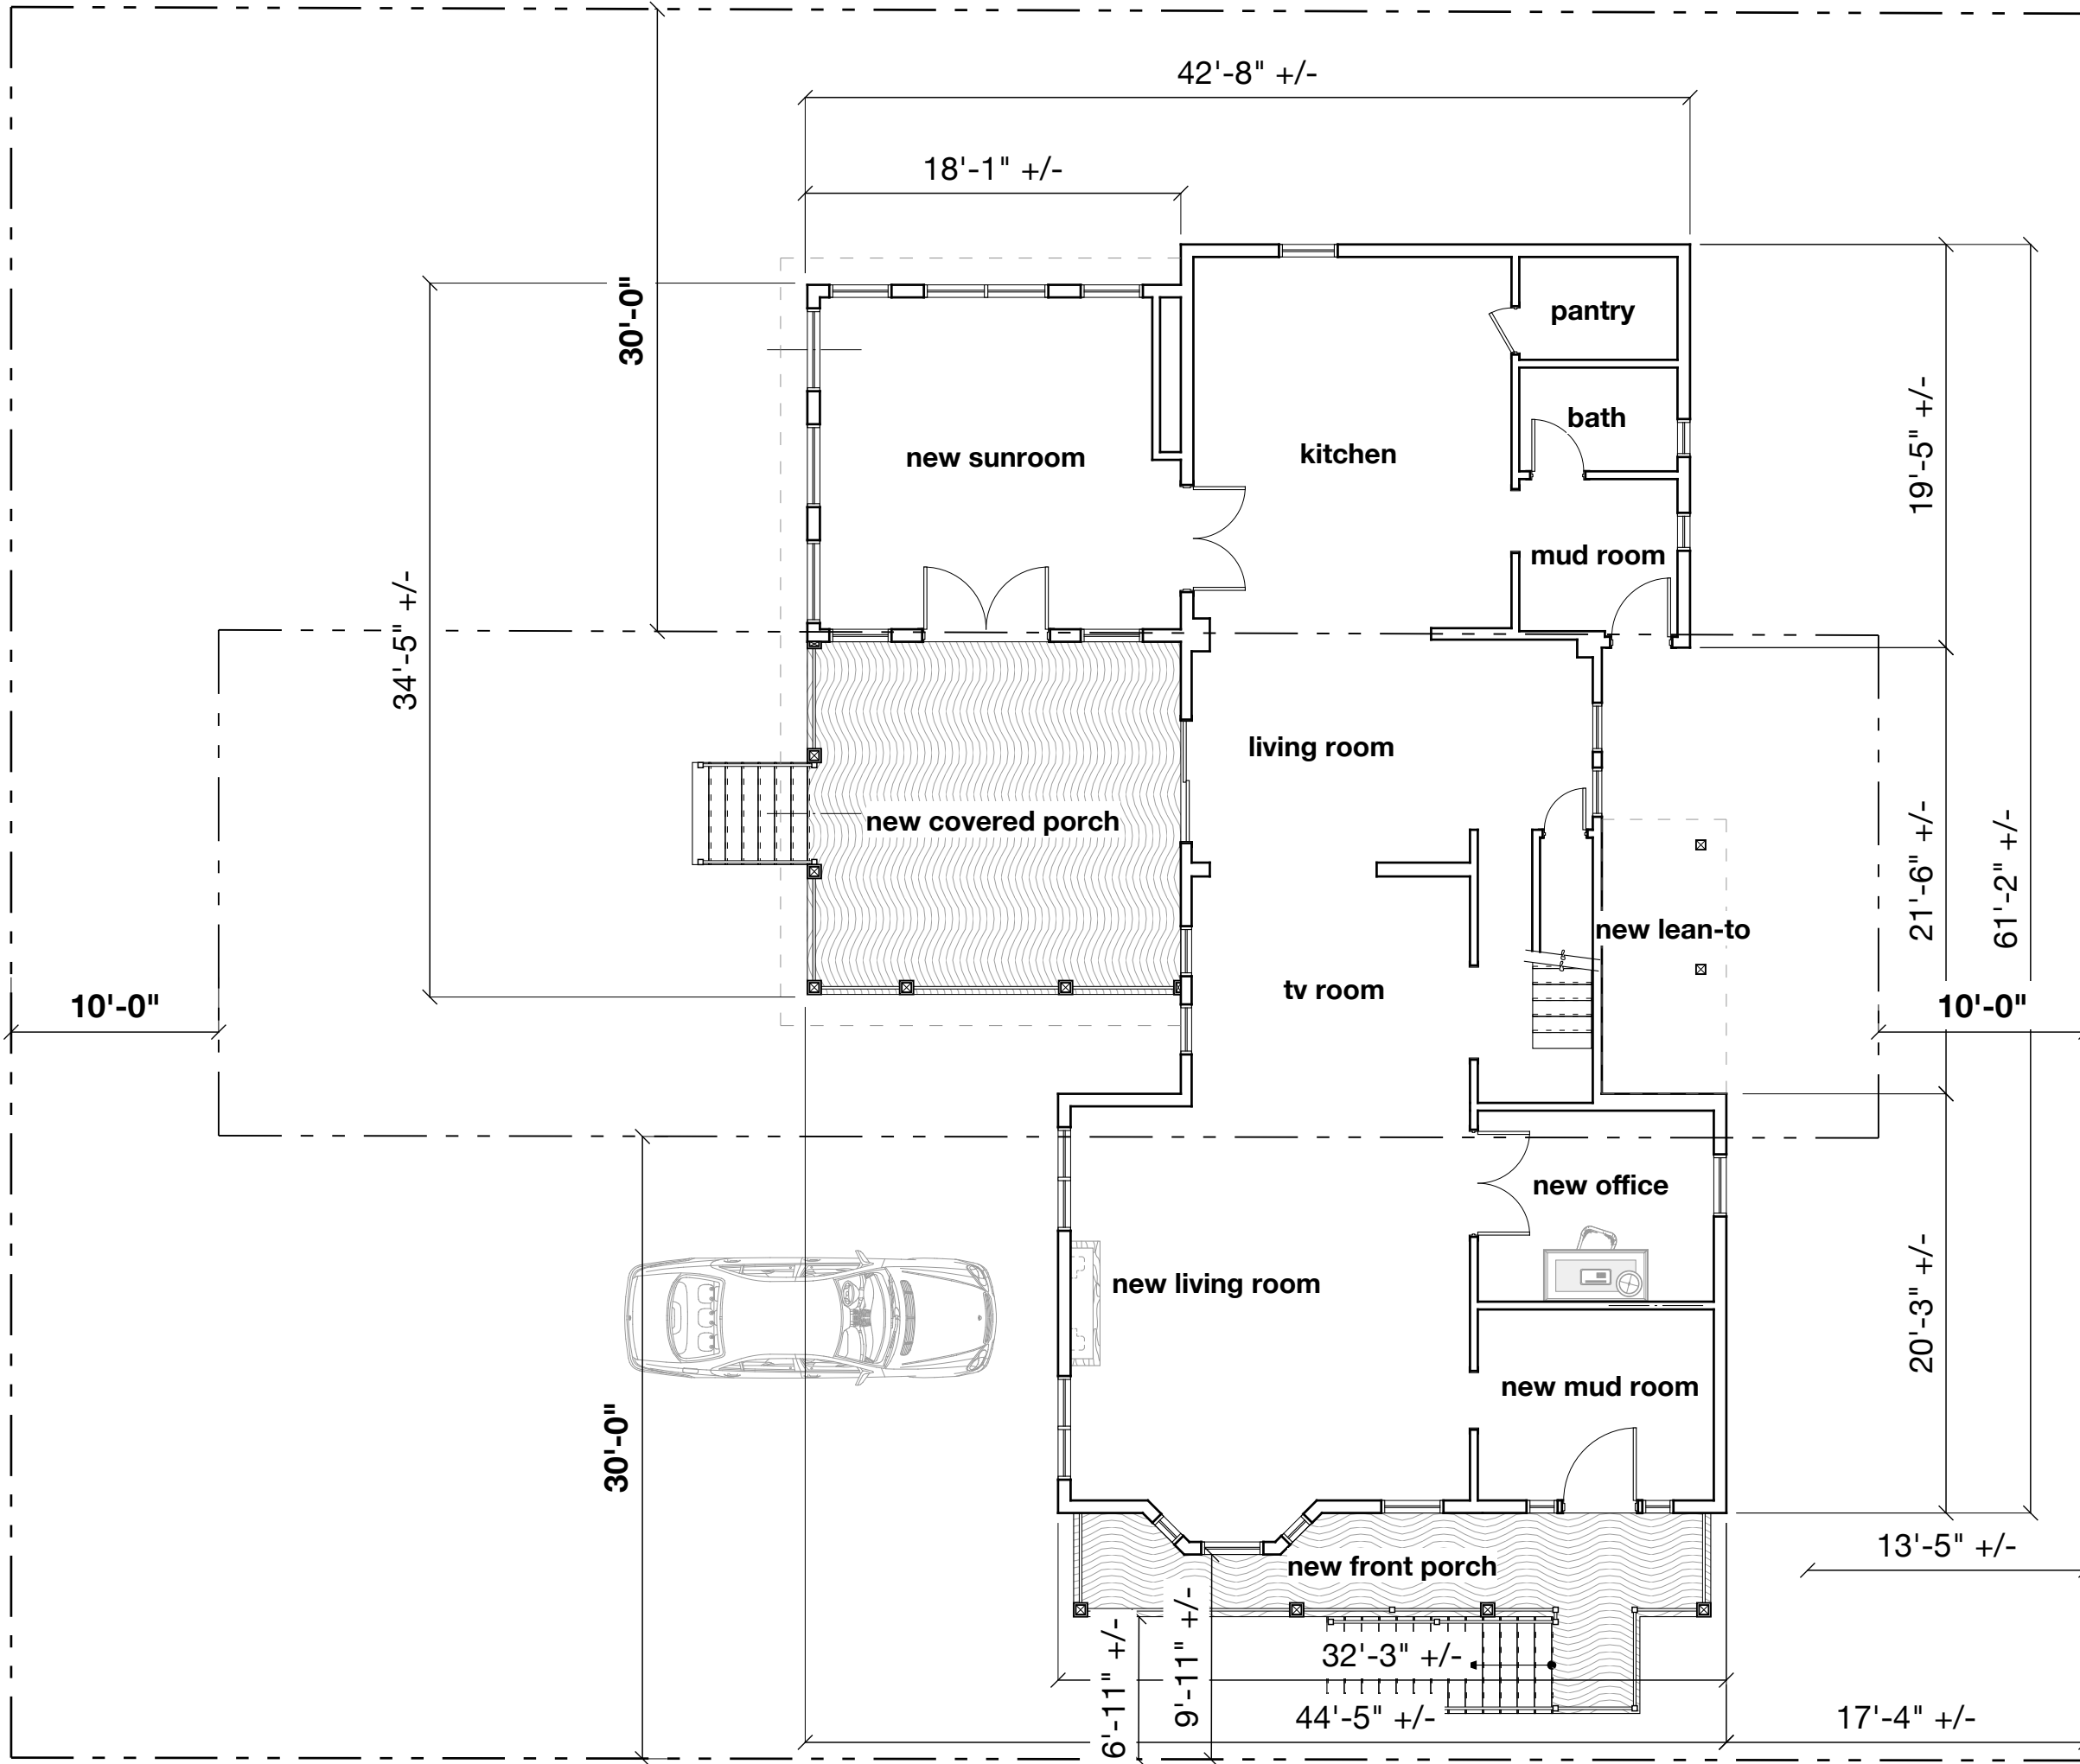 42'-8" +/-
18'-1" +/-
30'-0"
pantry
bath
19'-5" +/-
new sunroom
kitchen
mud room
34'-5" +/-
living room
new covered porch
21'-6" +/-
61'-2" +/-
new lean-to
10'-0"
tv room
10'-0"
new office
new living room
20'-3" +/-
new mud room
30'-0"
13'-5" +/-
new front porch
32'-3" +/-
6'-11" +/-
9'-11" +/-
44'-5" +/-
17'-4" +/-